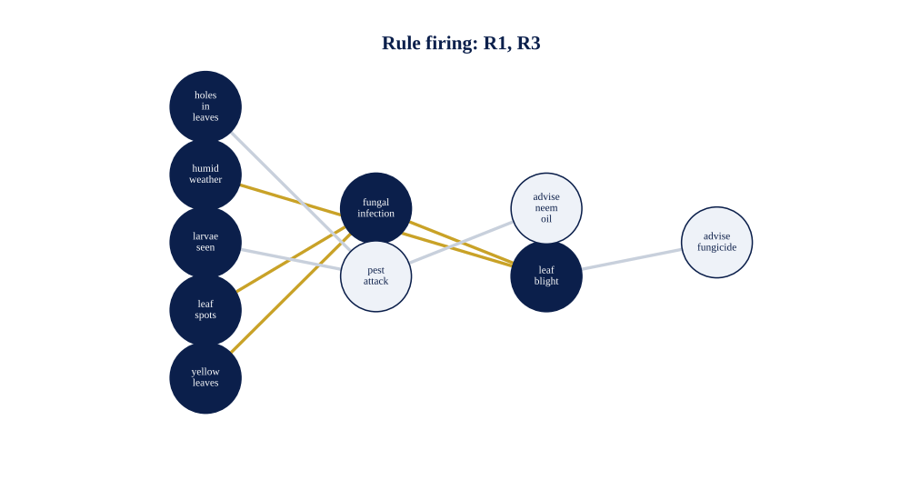 Rule firing: R1, R3
holes
in
leaves
humid
weather
larvae
seen
leaf
spots
yellow
leaves
fungal
infection
pest
attack
advise
neem
oil
leaf
blight
advise
fungicide